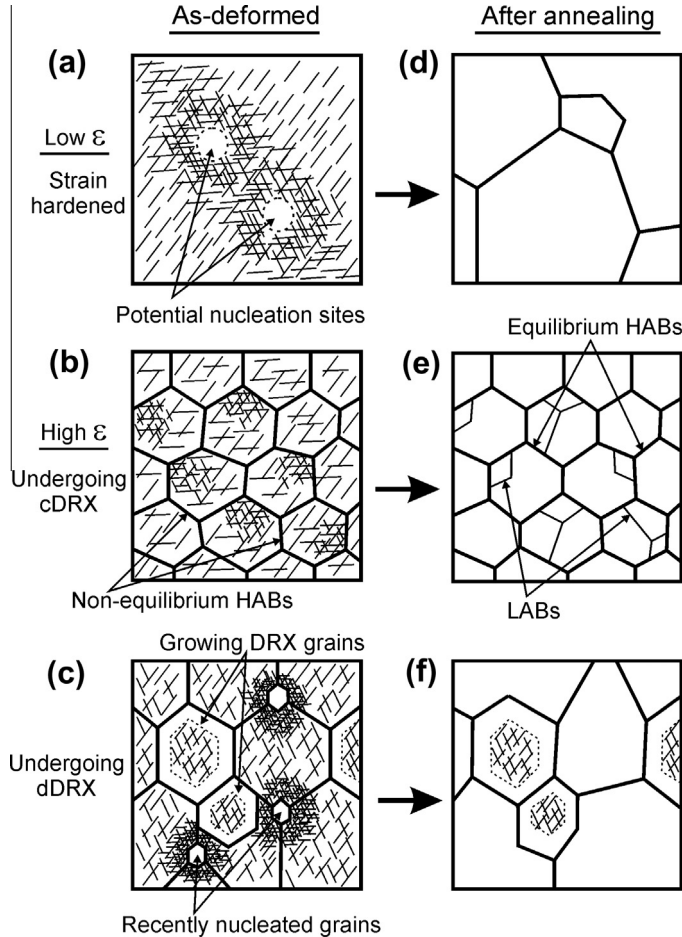 As-deformed
After annealing
(a)
(d)
Low ε
Strain
hardened
Potential nucleation sites
Equilibrium HABs
(b)
(e)
High ε
Undergoing
cDRX
Non-equilibrium HABs
LABs
Growing DRX grains
(c)
(f)
Undergoing
dDRX
Recently nucleated grains